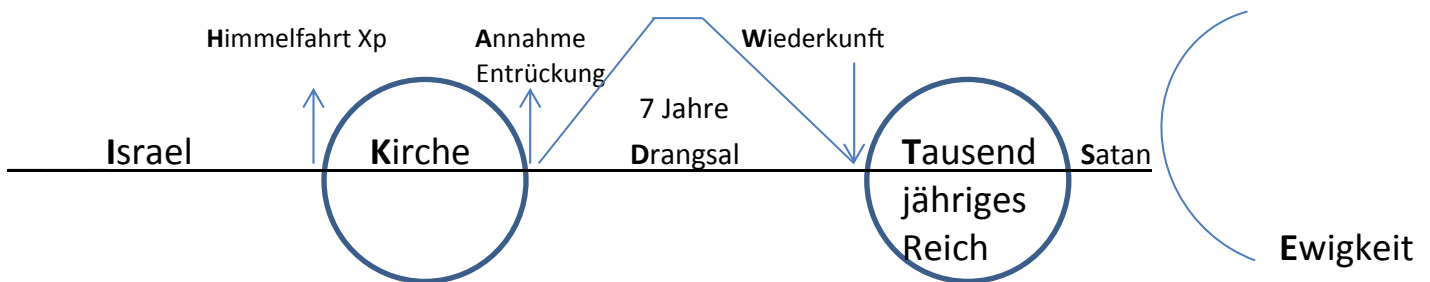 Himmelfahrt Xp
Annahme
Entrückung
Wiederkunft
7 Jahre
Israel
Kirche
Drangsal
Tausend
jähriges
Reich
Satan
Ewigkeit